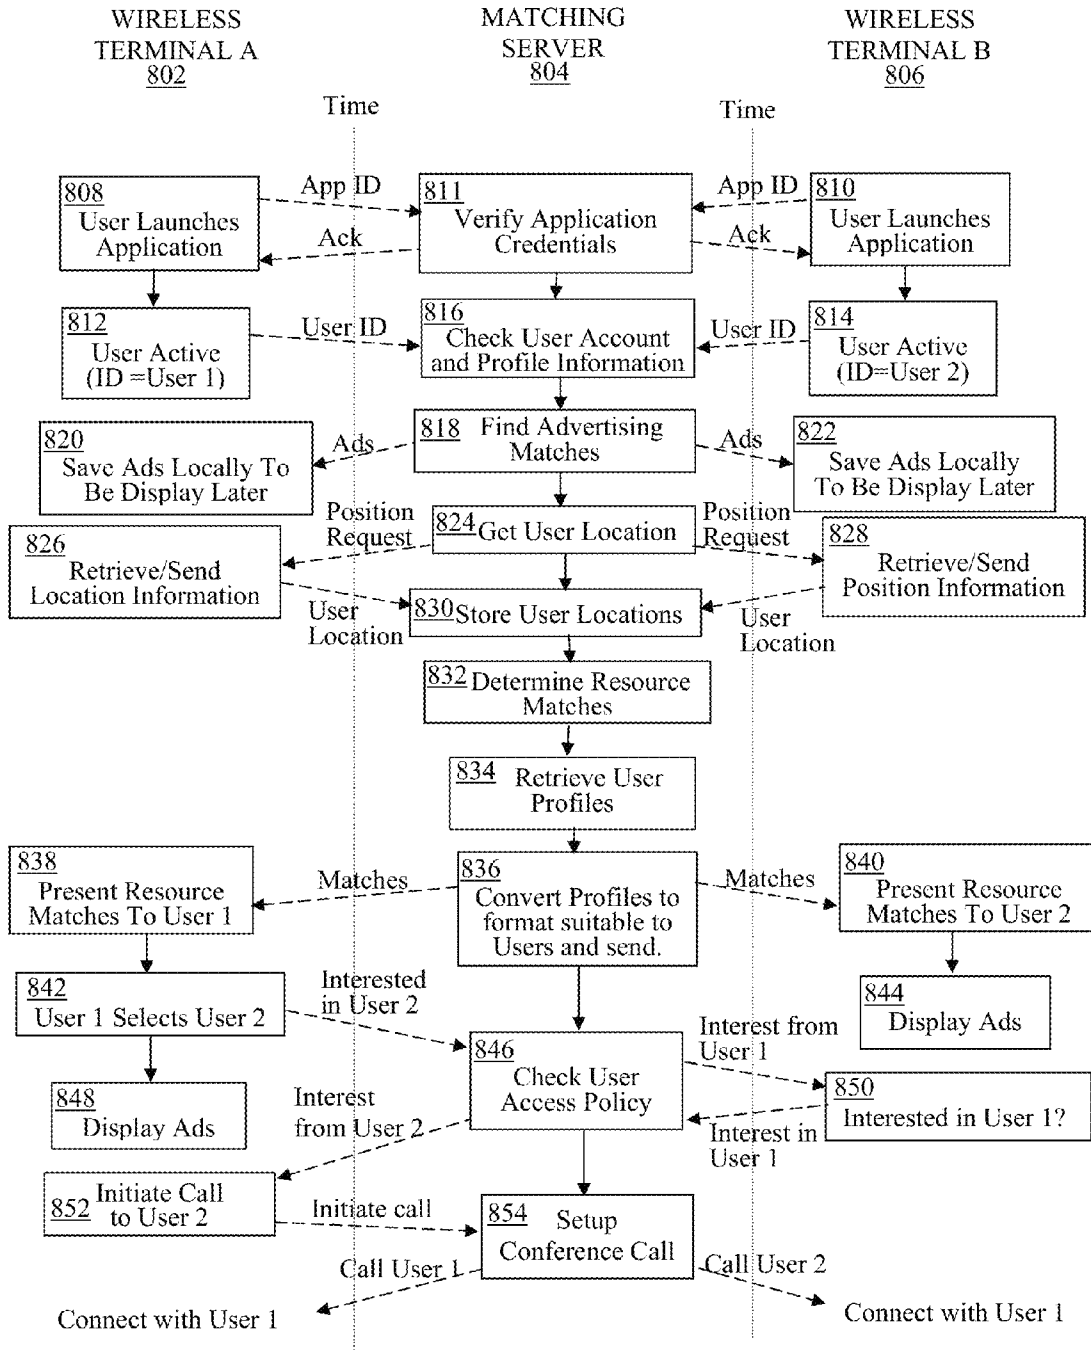 WIRELESS
TERMINAL A
802
MATCHING
SERVER
804
WIRELESS
TERMINAL B
806
Time
Time
808
User Launches
Application
App ID
Ack
811
Verify Application
Credentials
App ID
Ack
810
User Launches
Application
812
User Active
(ID =User 1)
User ID
816
Check User Account
and Profile Information
User ID
814
User Active
(ID=User 2)
820
Save Ads Locally To
Be Display Later
Ads
818 Find Advertising
Matches
Ads
822
Save Ads Locally
To Be Display Later
Position
Request
824 Get User Location
Position
Request
826
Retrieve/Send
Location Information
828
Retrieve/Send
Position Information
User
Location
830 Store User Locations
User
Location
832 Determine Resource
Matches
834 Retrieve User
Profiles
838
Present Resource
Matches To User 1
Matches
836
Convert Profiles to
format suitable to
Users and send.
Matches
840
Present Resource
Matches To User 2
842
User 1 Selects User 2
Interested
in User 2
844
Display Ads
846
Check User
Access Policy
Interest from
User 1
850
Interested in User 1?
848
Display Ads
Interest
from User 2
Interest in
User 1
852 Initiate Call
to User 2
Initiate call
854 Setup
Conference Call
Call User 1
Call User 2
Connect with User 1
Connect with User 1